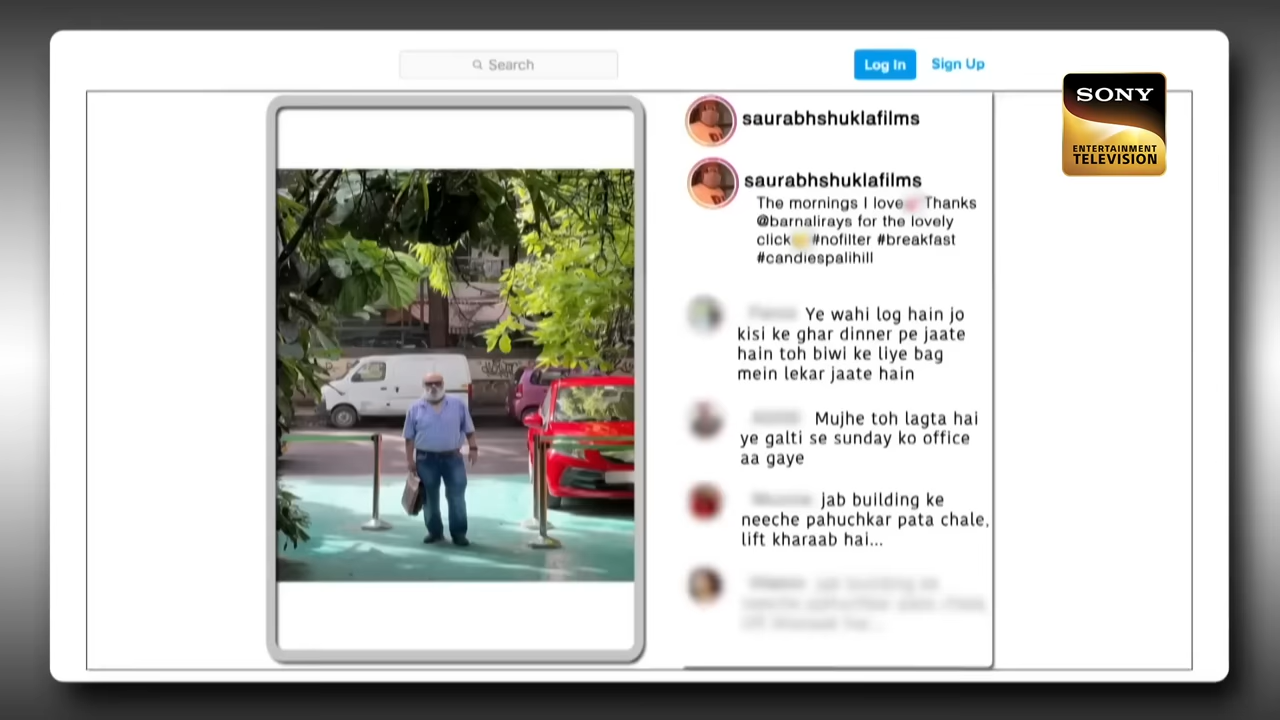 Search
Log In
Sign Up
SONY
ENTERTAINMENT
TELEVISION
saurabhshuklafilms
saurabhshuklafilms
The mornings I love Thanks
@barnalirays for the lovely
click #nofilter #breakfast
#candiespalihill
Ye wahi log hain jo
kisi ke ghar dinner pe jaate
hain toh biwi ke liye bag
mein lekar jaate hain
Mujhe toh lagta hai
ye galti se sunday ko office
aa gaye
jab building ke
neeche pahuchkar pata chale,
lift kharaab hai...